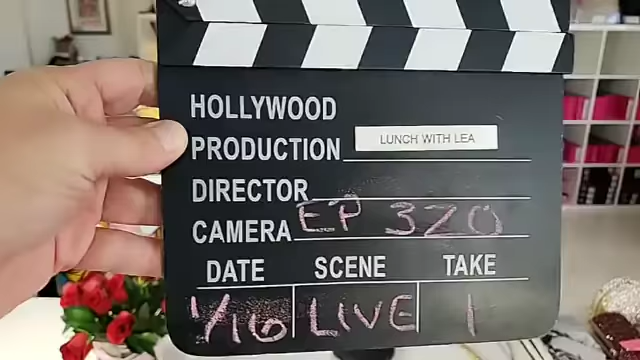 HOLLYWOOD
PRODUCTION LUNCH WITH LEA
DIRECTOR
CAMERA EP 320
DATE SCENE TAKE
1/16 LIVE 1